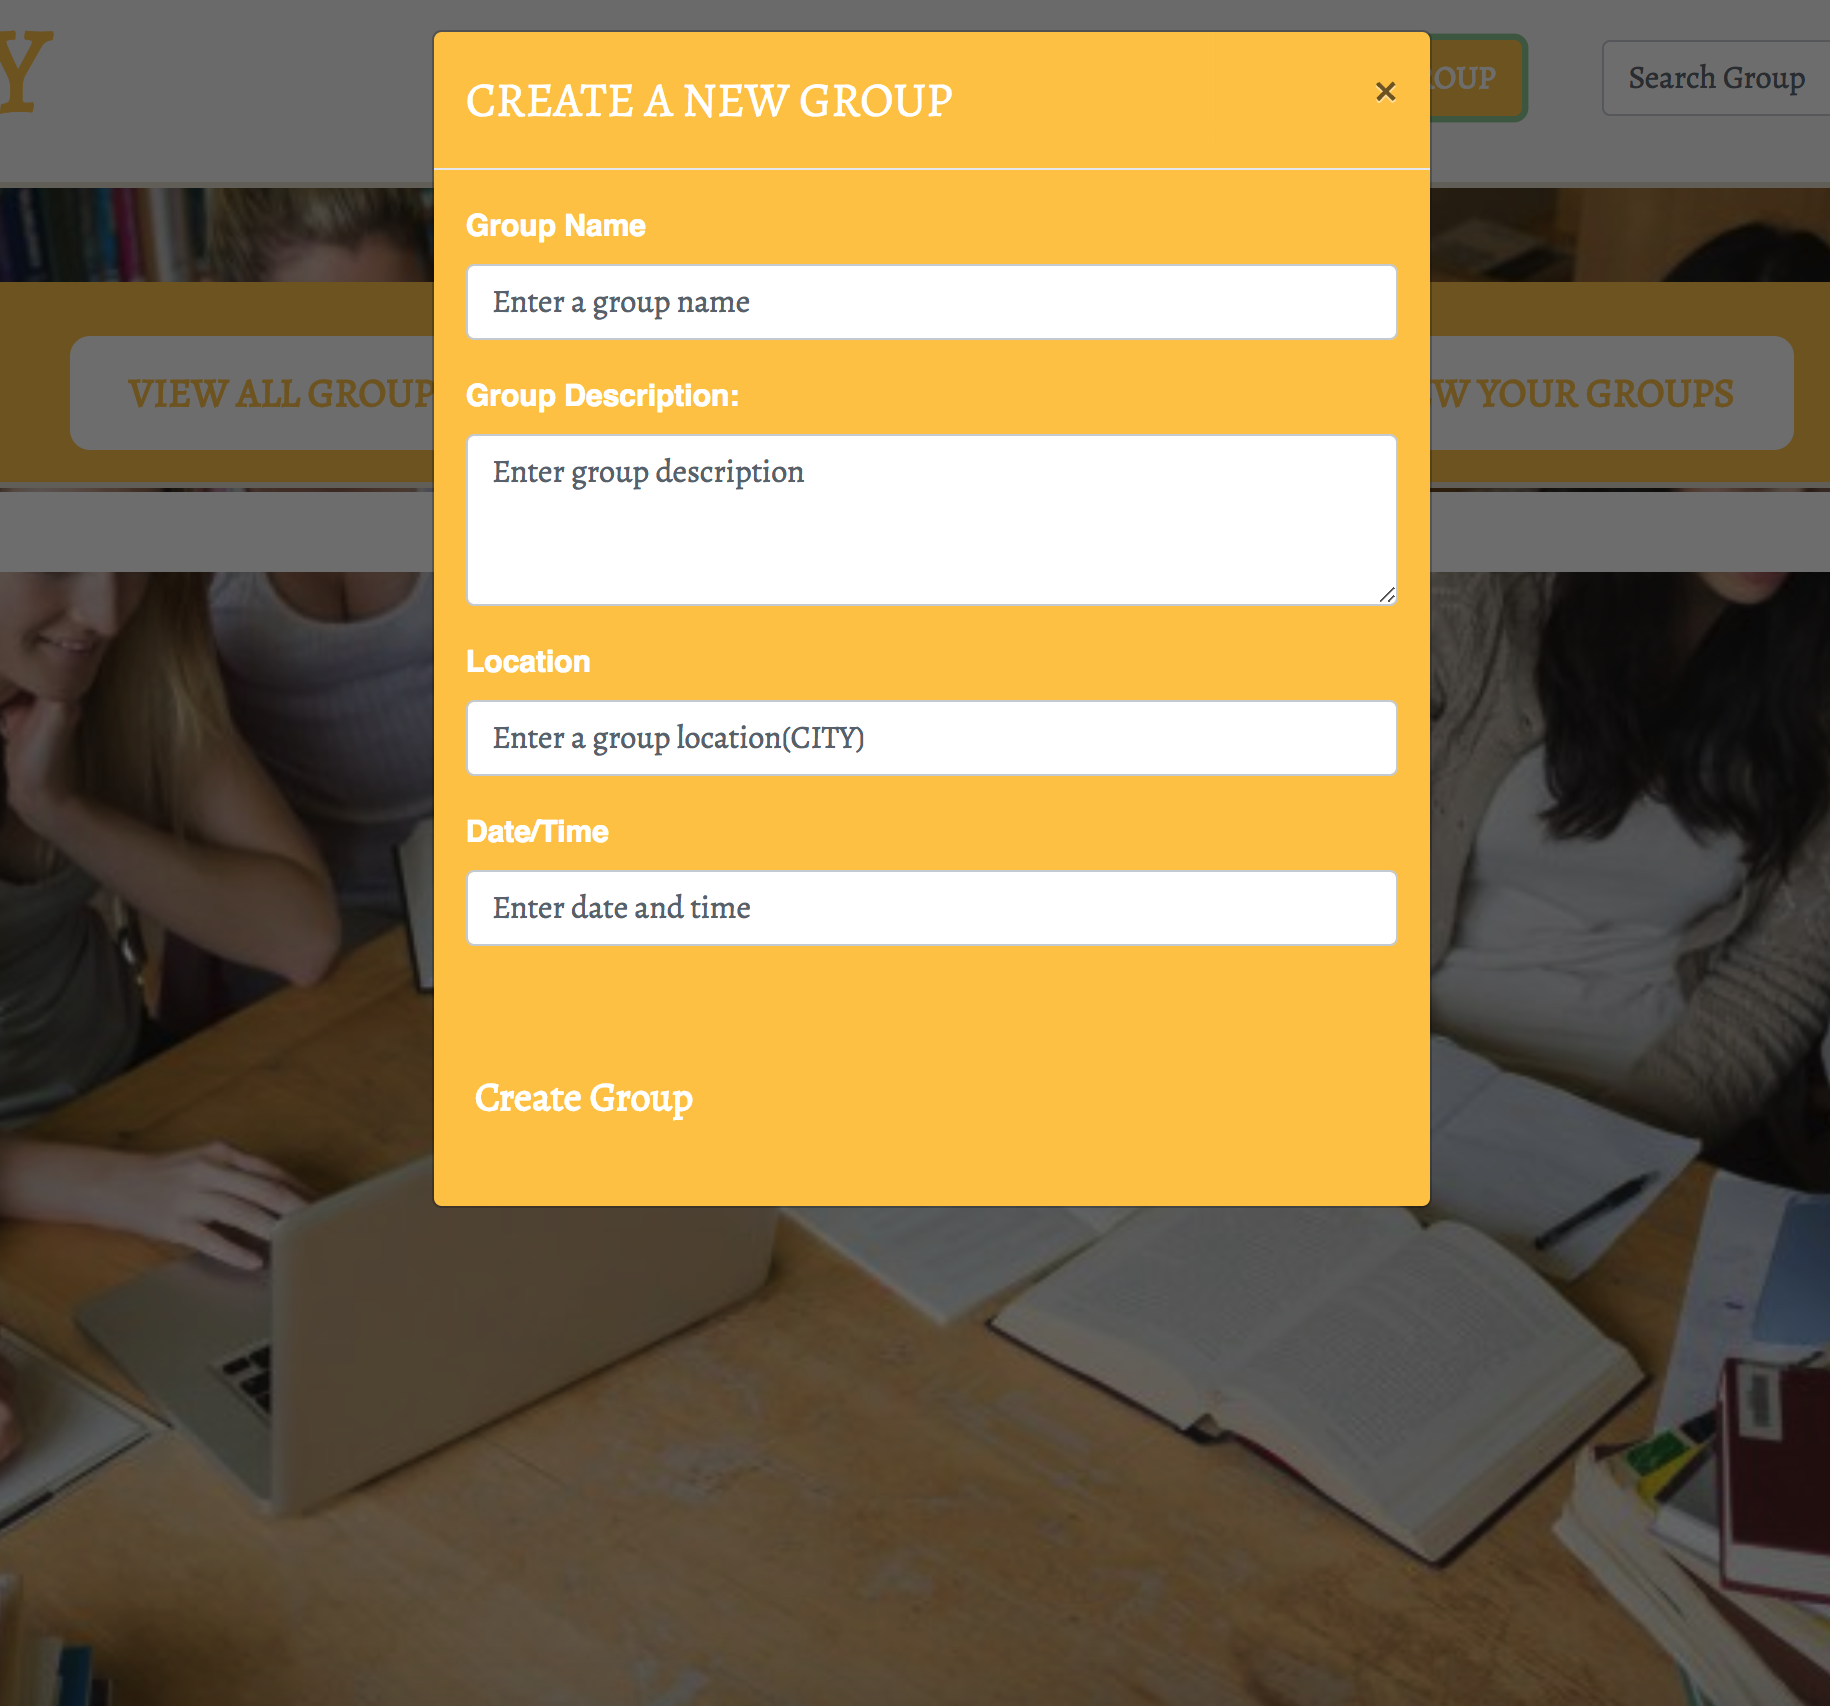 Y
CREATE A NEW GROUP
×
OUP
Search Group
Group Name
Enter a group name
VIEW ALL GROUP
W YOUR GROUPS
Group Description:
Enter group description
Location
Enter a group location(CITY)
Date/Time
Enter date and time
Create Group